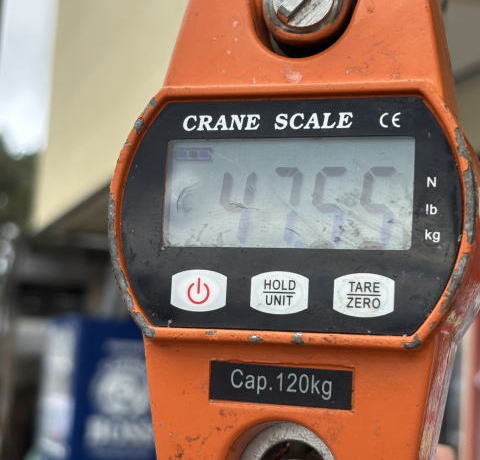 CRANE SCALE CE
47.55
N
lb
kg
HOLD
UNIT
TARE
ZERO
Cap.120kg